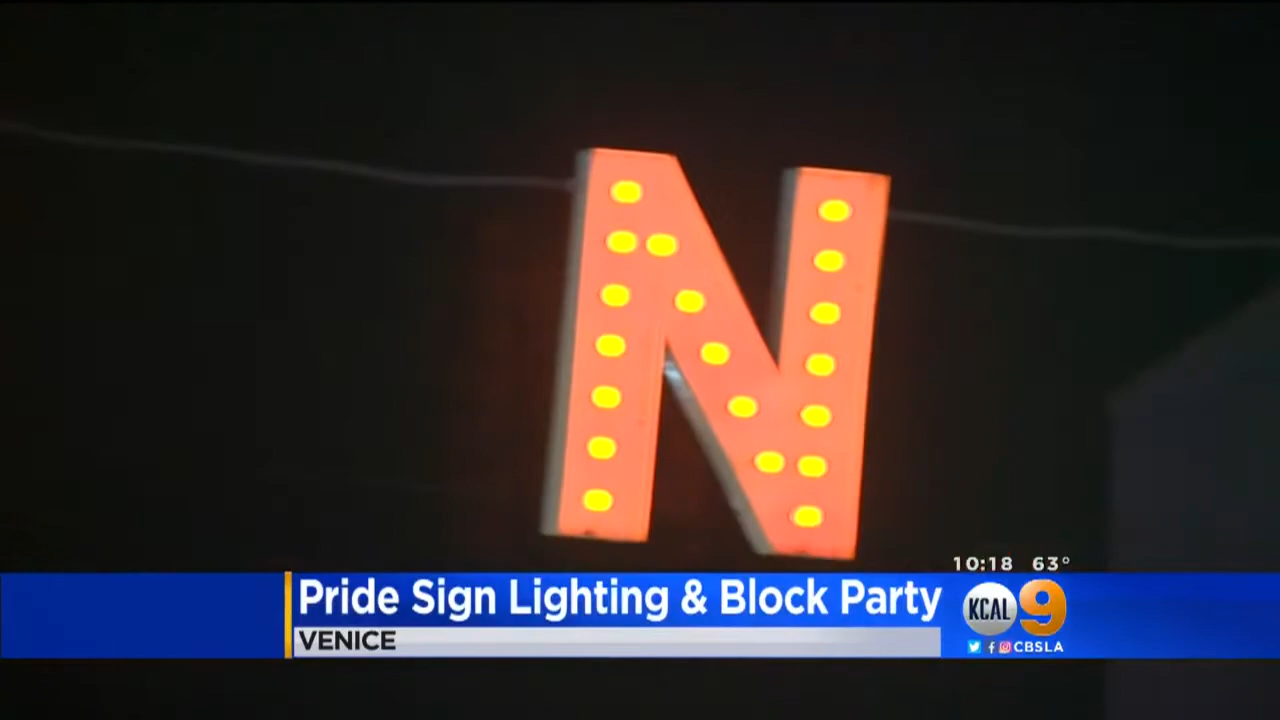 N
10:18 63°
Pride Sign Lighting & Block Party
VENICE
KCAL 9
CBSLA